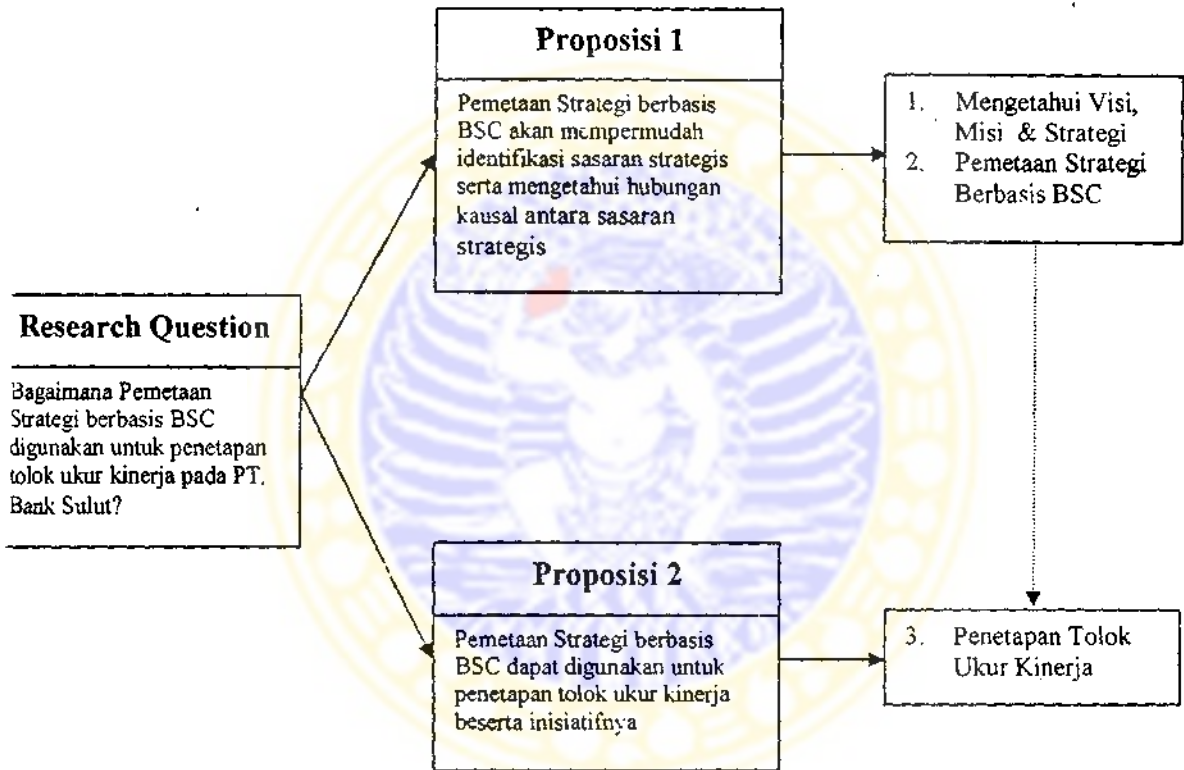 Research Question
Bagaimana Pemetaan
Strategi berbasis BSC
digunakan untuk penetapan
tolok ukur kinerja pada PT.
Bank Sulut?
Proposisi 1
Pemetaan Strategi berbasis
BSC akan mempermudah
identifikasi sasaran strategis
serta mengetahui hubungan
kausal antara sasaran
strategis
1. Mengetahui Visi,
Misi & Strategi
2. Pemetaan Strategi
Berbasis BSC
Proposisi 2
Pemetaan Strategi berbasis
BSC dapat digunakan untuk
penetapan tolok ukur kinerja
beserta inisiatifnya
3. Penetapan Tolok
Ukur Kinerja